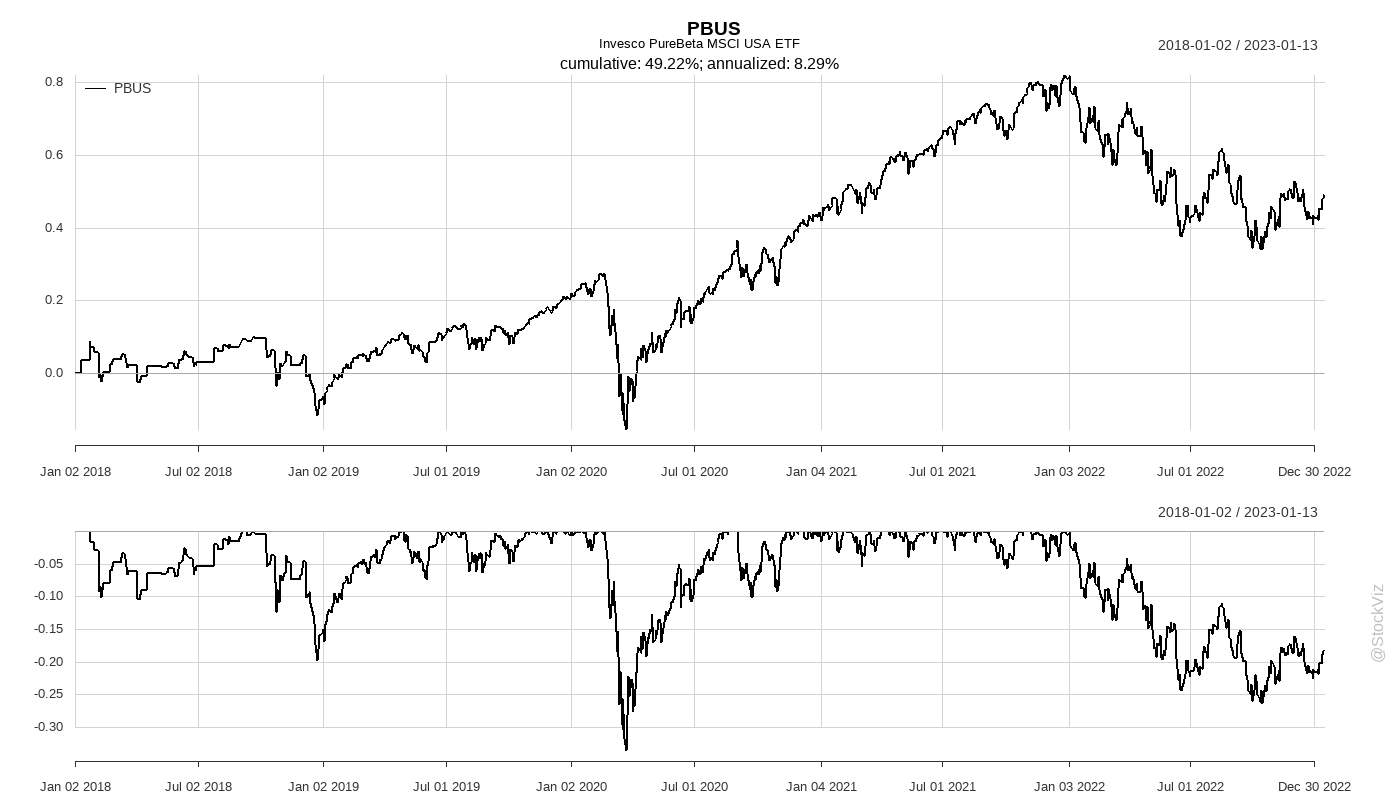 PBUS
Invesco PureBeta MSCI USA ETF
2018-01-02 / 2023-01-13
cumulative: 49.22%; annualized: 8.29%
PBUS
0.8
0.6
0.4
0.2
0.0
Jan 02 2018 Jul 02 2018 Jan 02 2019 Jul 01 2019 Jan 02 2020 Jul 01 2020 Jan 04 2021 Jul 01 2021 Jan 03 2022 Jul 01 2022 Dec 30 2022
2018-01-02 / 2023-01-13
-0.05
-0.10
-0.15
-0.20
-0.25
-0.30
Jan 02 2018 Jul 02 2018 Jan 02 2019 Jul 01 2019 Jan 02 2020 Jul 01 2020 Jan 04 2021 Jul 01 2021 Jan 03 2022 Jul 01 2022 Dec 30 2022
@StockViz